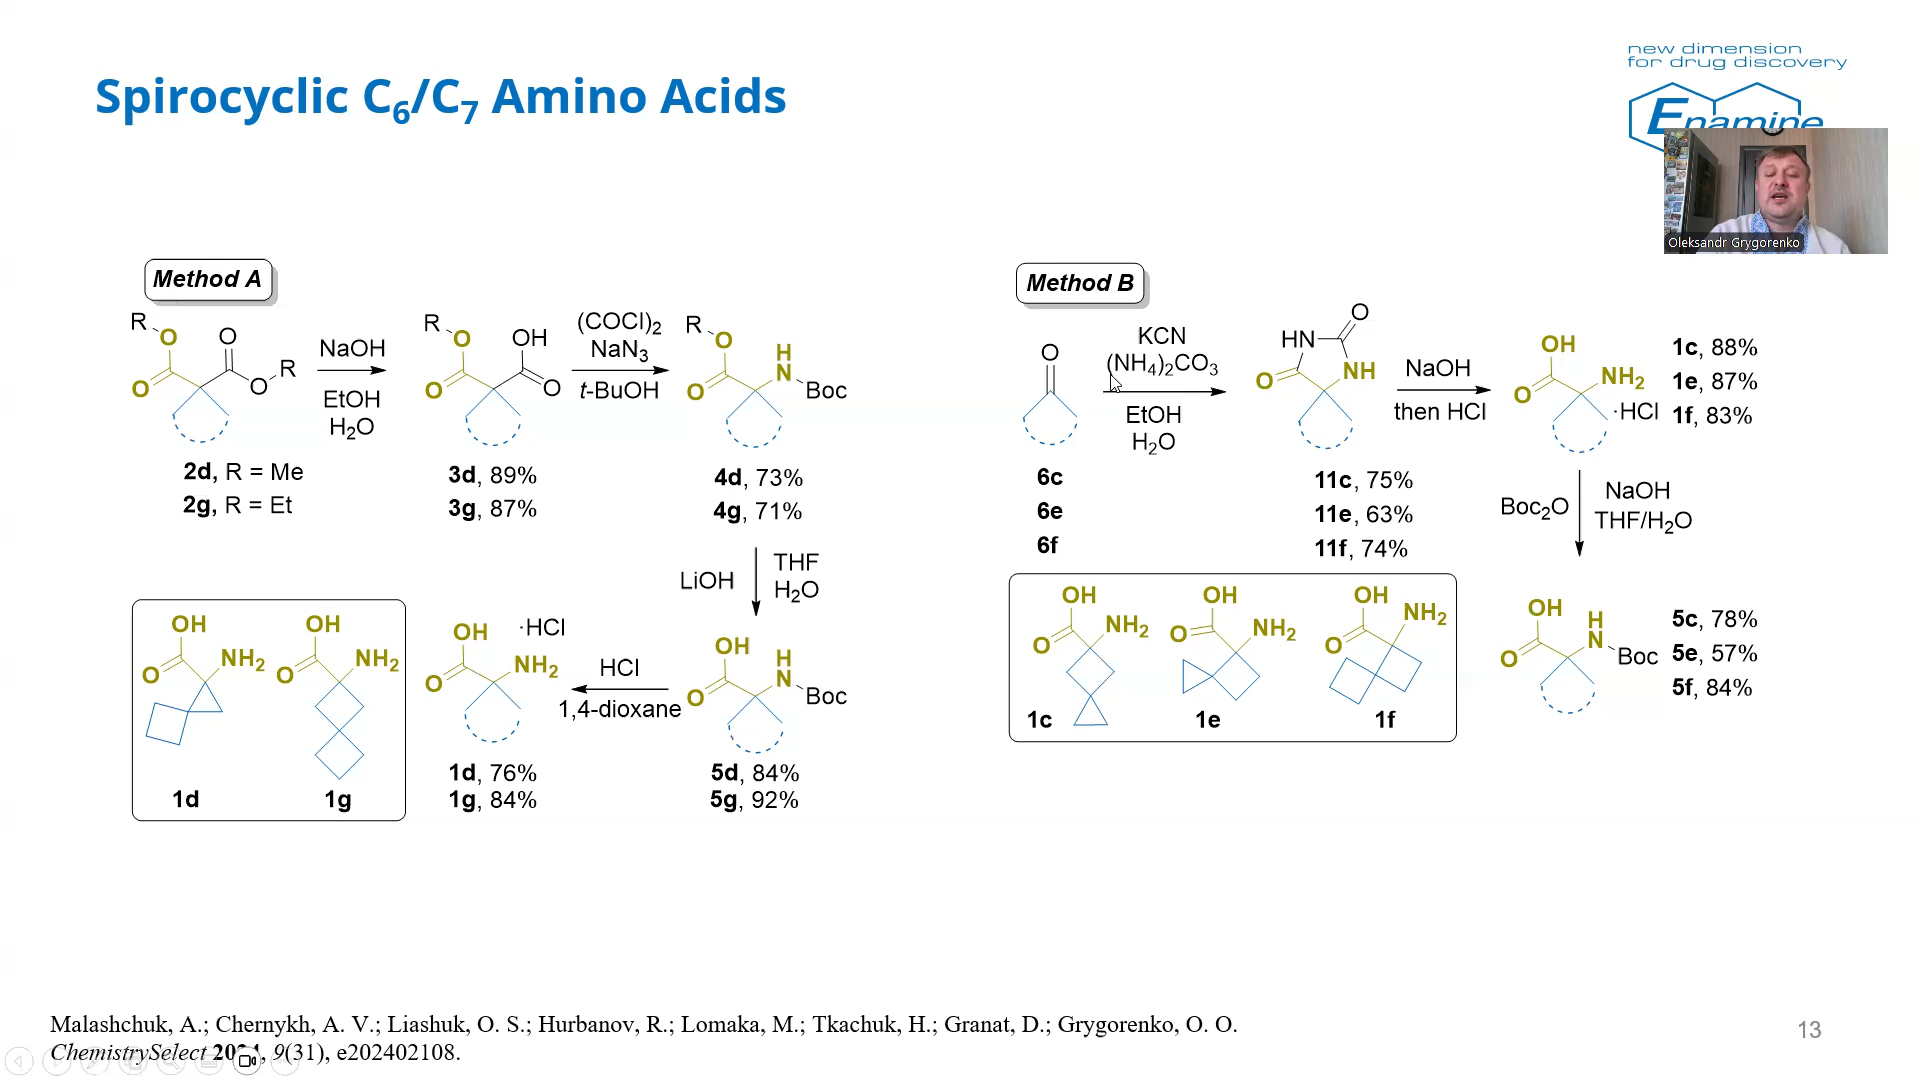 new dimension
for drug discovery
Enamine
Spirocyclic C₆/C₇ Amino Acids
Oleksandr Grygorenko
Method A
R
O
O
O
O
R
NaOH
EtOH
H₂O
R
O
O
OH
O
(COCl)₂
NaN₃
t-BuOH
R
O
O
H
N
Boc
2d, R = Me
2g, R = Et
3d, 89%
3g, 87%
4d, 73%
4g, 71%
LiOH
THF
H₂O
OH
O
NH₂
1d
OH
O
NH₂
1g
OH
·HCl
O
NH₂
HCl
1,4-dioxane
OH
O
H
N
Boc
1d, 76%
1g, 84%
5d, 84%
5g, 92%
Method B
O
KCN
(NH₄)₂CO₃
EtOH
H₂O
O
HN
O
NH
NaOH
then HCl
OH
O
NH₂
·HCl
1c, 88%
1e, 87%
1f, 83%
6c
6e
6f
11c, 75%
11e, 63%
11f, 74%
Boc₂O
NaOH
THF/H₂O
OH
O
NH₂
1c
OH
O
NH₂
1e
OH
O
NH₂
1f
OH
O
H
N
Boc
5c, 78%
5e, 57%
5f, 84%
Malashchuk, A.; Chernykh, A. V.; Liashuk, O. S.; Hurbanov, R.; Lomaka, M.; Tkachuk, H.; Granat, D.; Grygorenko, O. O.
ChemistrySelect 2024, 9(31), e202402108.
13